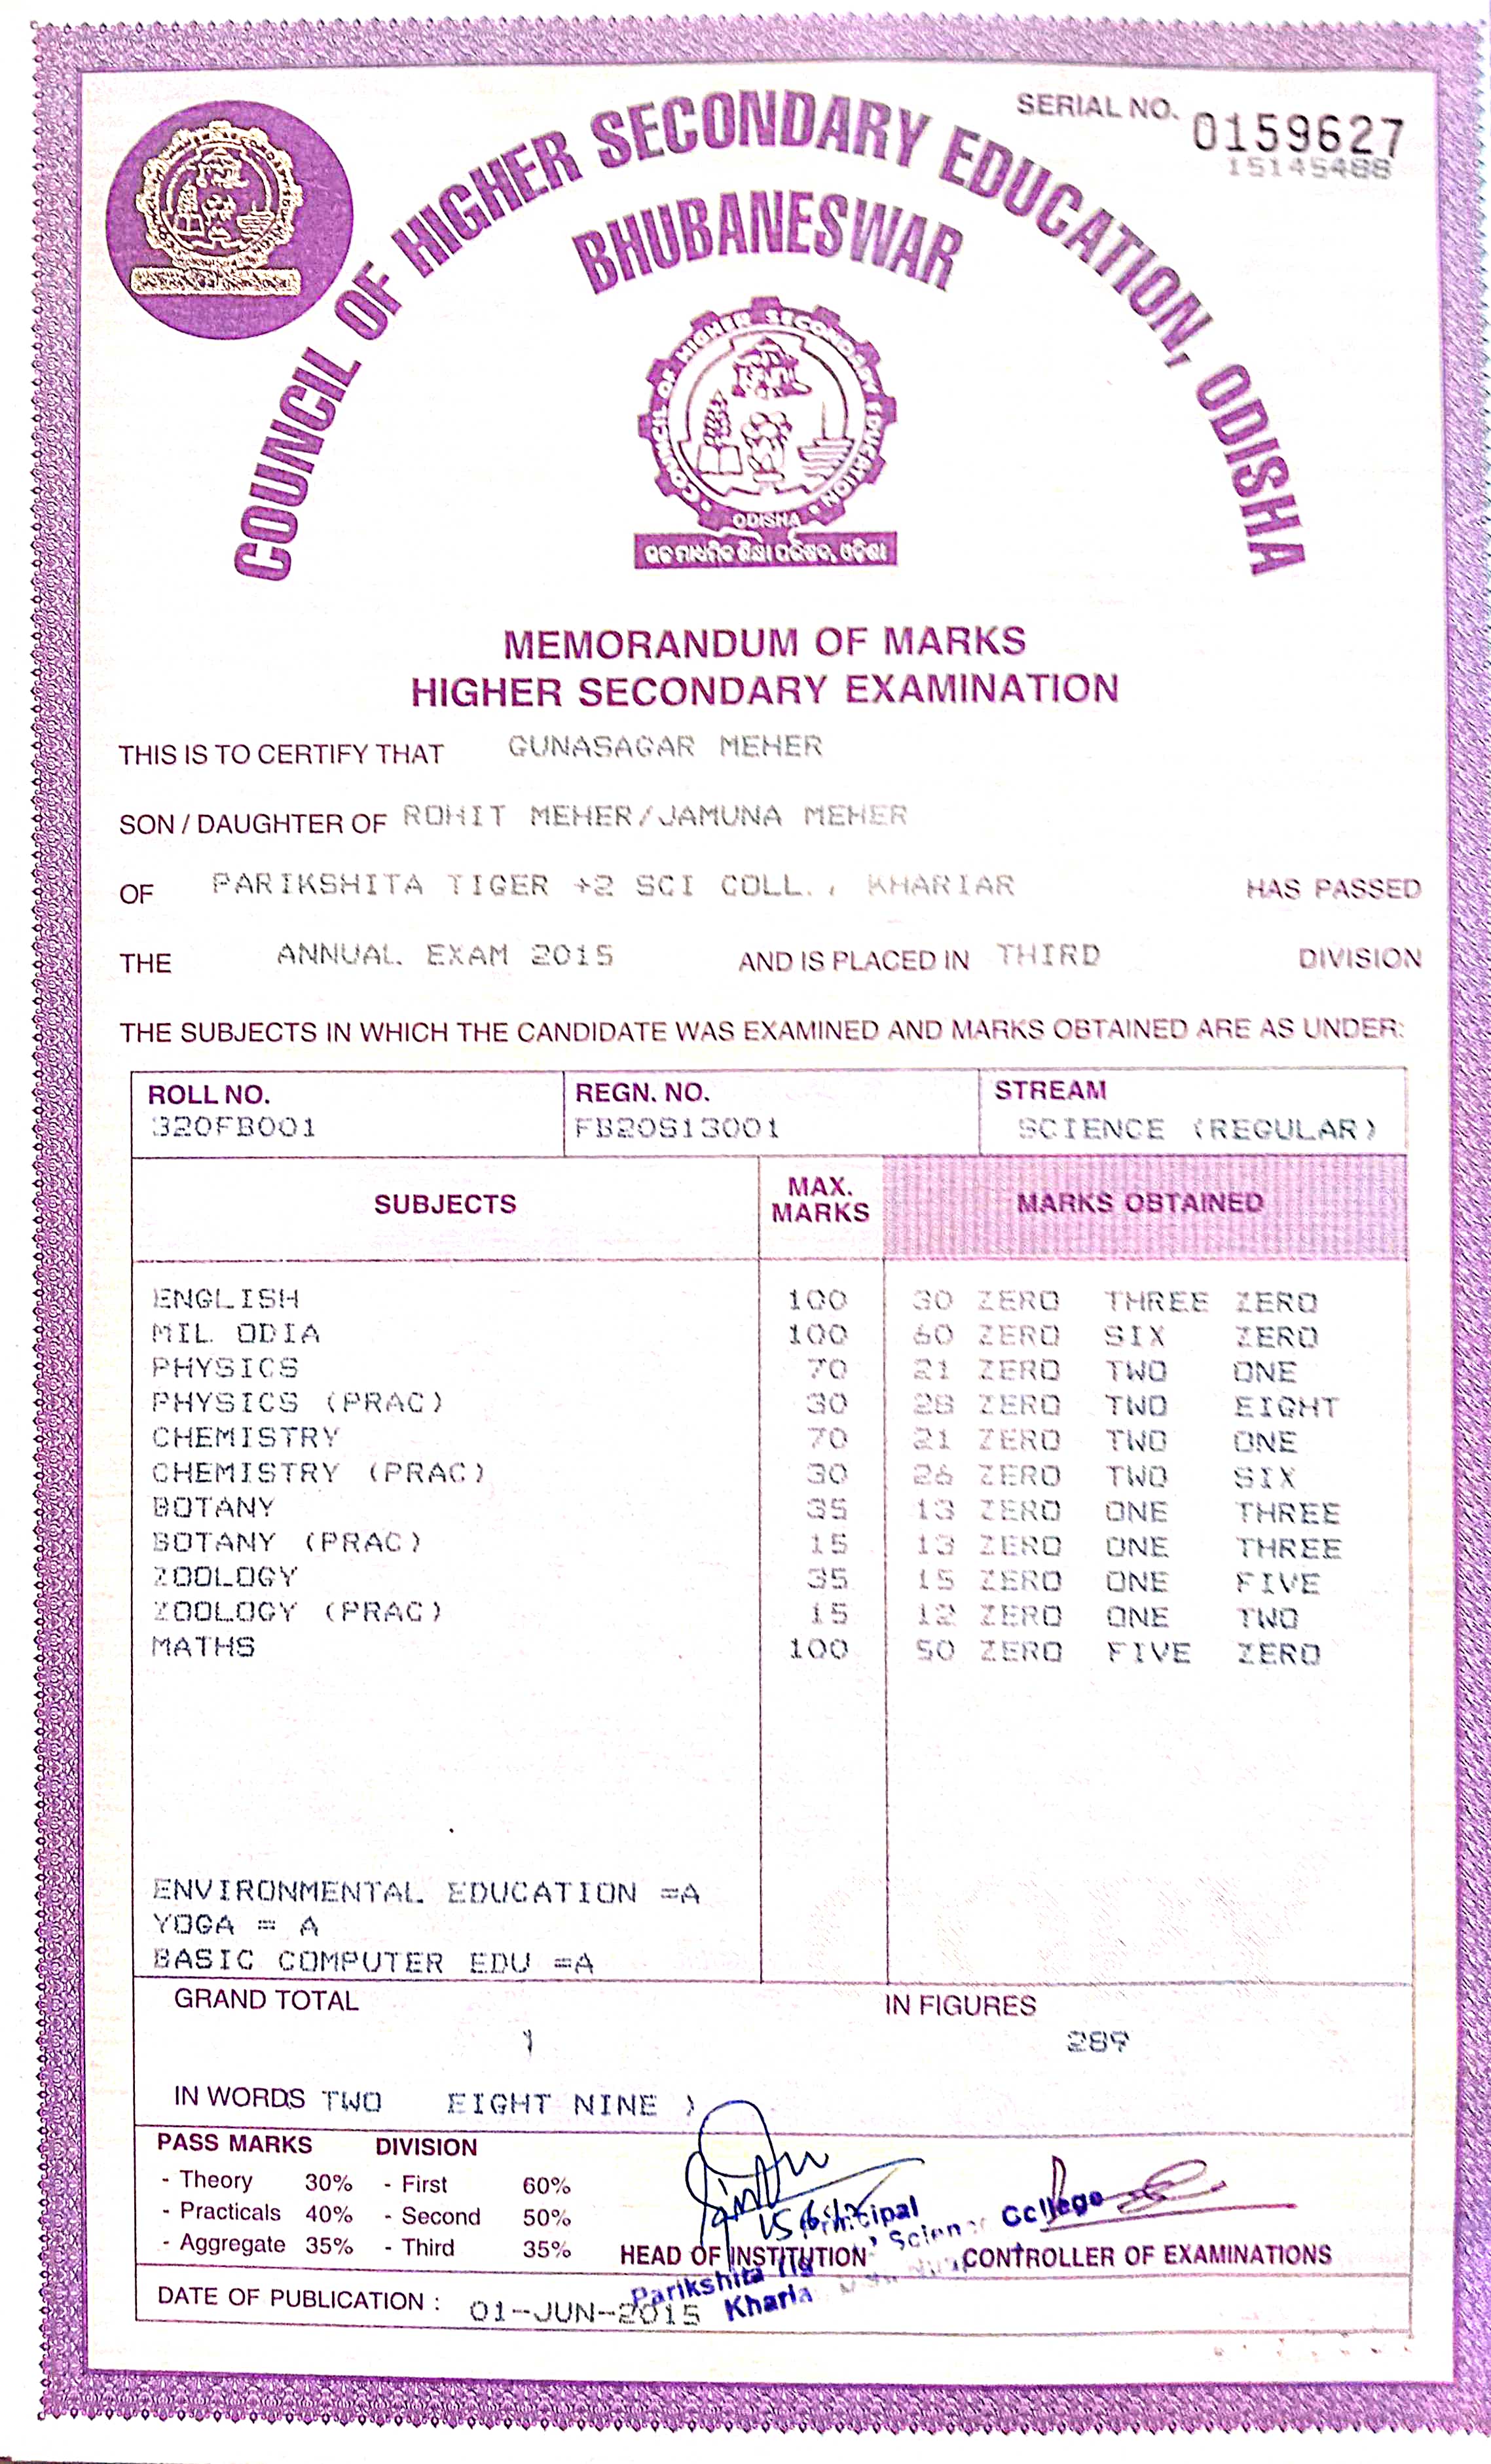 SERIAL NO. 0159627
15145488
COUNCIL OF HIGHER SECONDARY EDUCATION, ODISHA
BHUBANESWAR
COUNCIL OF HIGHER SECONDARY EDUCATION
ODISHA
MEMORANDUM OF MARKS
HIGHER SECONDARY EXAMINATION
THIS IS TO CERTIFY THAT GUNASAGAR MEHER
SON / DAUGHTER OF ROHIT MEHER/JAMUNA MEHER
OF PARIKSHITA TIGER +2 SCI COLL., KHARIAR HAS PASSED
THE ANNUAL EXAM 2015 AND IS PLACED IN THIRD DIVISION
THE SUBJECTS IN WHICH THE CANDIDATE WAS EXAMINED AND MARKS OBTAINED ARE AS UNDER:
ROLL NO. REGN. NO. STREAM
320FB001 FB20S13001 SCIENCE (REGULAR)
SUBJECTS MAX. MARKS MARKS OBTAINED
ENGLISH 100 30 ZERO THREE ZERO
MIL ODIA 100 60 ZERO SIX ZERO
PHYSICS 70 21 ZERO TWO ONE
PHYSICS (PRAC) 30 28 ZERO TWO EIGHT
CHEMISTRY 70 21 ZERO TWO ONE
CHEMISTRY (PRAC) 30 26 ZERO TWO SIX
BOTANY 35 13 ZERO ONE THREE
BOTANY (PRAC) 15 13 ZERO ONE THREE
ZOOLOGY 35 15 ZERO ONE FIVE
ZOOLOGY (PRAC) 15 12 ZERO ONE TWO
MATHS 100 50 ZERO FIVE ZERO
ENVIRONMENTAL EDUCATION =A
YOGA = A
BASIC COMPUTER EDU =A
GRAND TOTAL IN FIGURES
289
IN WORDS TWO EIGHT NINE )
PASS MARKS DIVISION
- Theory 30% - First 60%
- Practicals 40% - Second 50%
- Aggregate 35% - Third 35%
Principal
College
HEAD OF INSTITUTION CONTROLLER OF EXAMINATIONS
Parikshita
DATE OF PUBLICATION : 01-JUN-2015